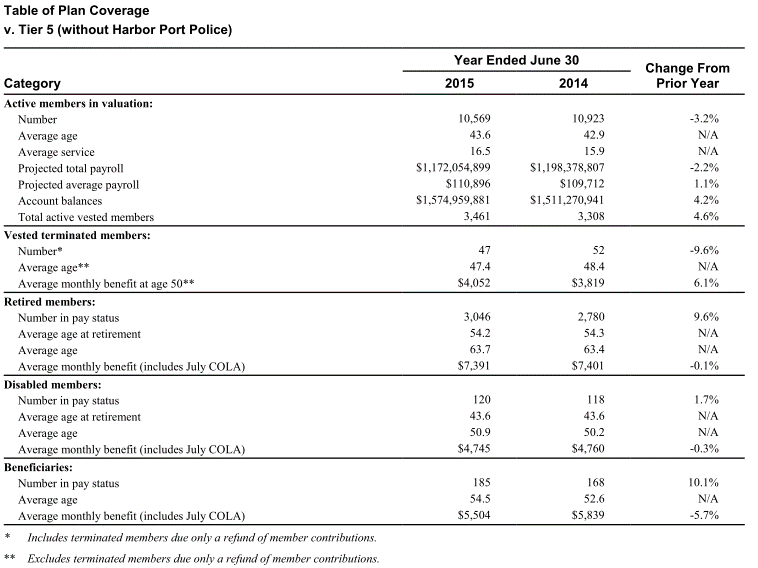 Table of Plan Coverage
v. Tier 5 (without Harbor Port Police)
Year Ended June 30
Change From
Category 2015 2014 Prior Year
Active members in valuation:
Number 10,569 10,923 -3.2%
Average age 43.6 42.9 N/A
Average service 16.5 15.9 N/A
Projected total payroll $1,172,054,899 $1,198,378,807 -2.2%
Projected average payroll $110,896 $109,712 1.1%
Account balances $1,574,959,881 $1,511,270,941 4.2%
Total active vested members 3,461 3,308 4.6%
Vested terminated members:
Number* 47 52 -9.6%
Average age** 47.4 48.4 N/A
Average monthly benefit at age 50** $4,052 $3,819 6.1%
Retired members:
Number in pay status 3,046 2,780 9.6%
Average age at retirement 54.2 54.3 N/A
Average age 63.7 63.4 N/A
Average monthly benefit (includes July COLA) $7,391 $7,401 -0.1%
Disabled members:
Number in pay status 120 118 1.7%
Average age at retirement 43.6 43.6 N/A
Average age 50.9 50.2 N/A
Average monthly benefit (includes July COLA) $4,745 $4,760 -0.3%
Beneficiaries:
Number in pay status 185 168 10.1%
Average age 54.5 52.6 N/A
Average monthly benefit (includes July COLA) $5,504 $5,839 -5.7%
* Includes terminated members due only a refund of member contributions.
** Excludes terminated members due only a refund of member contributions.